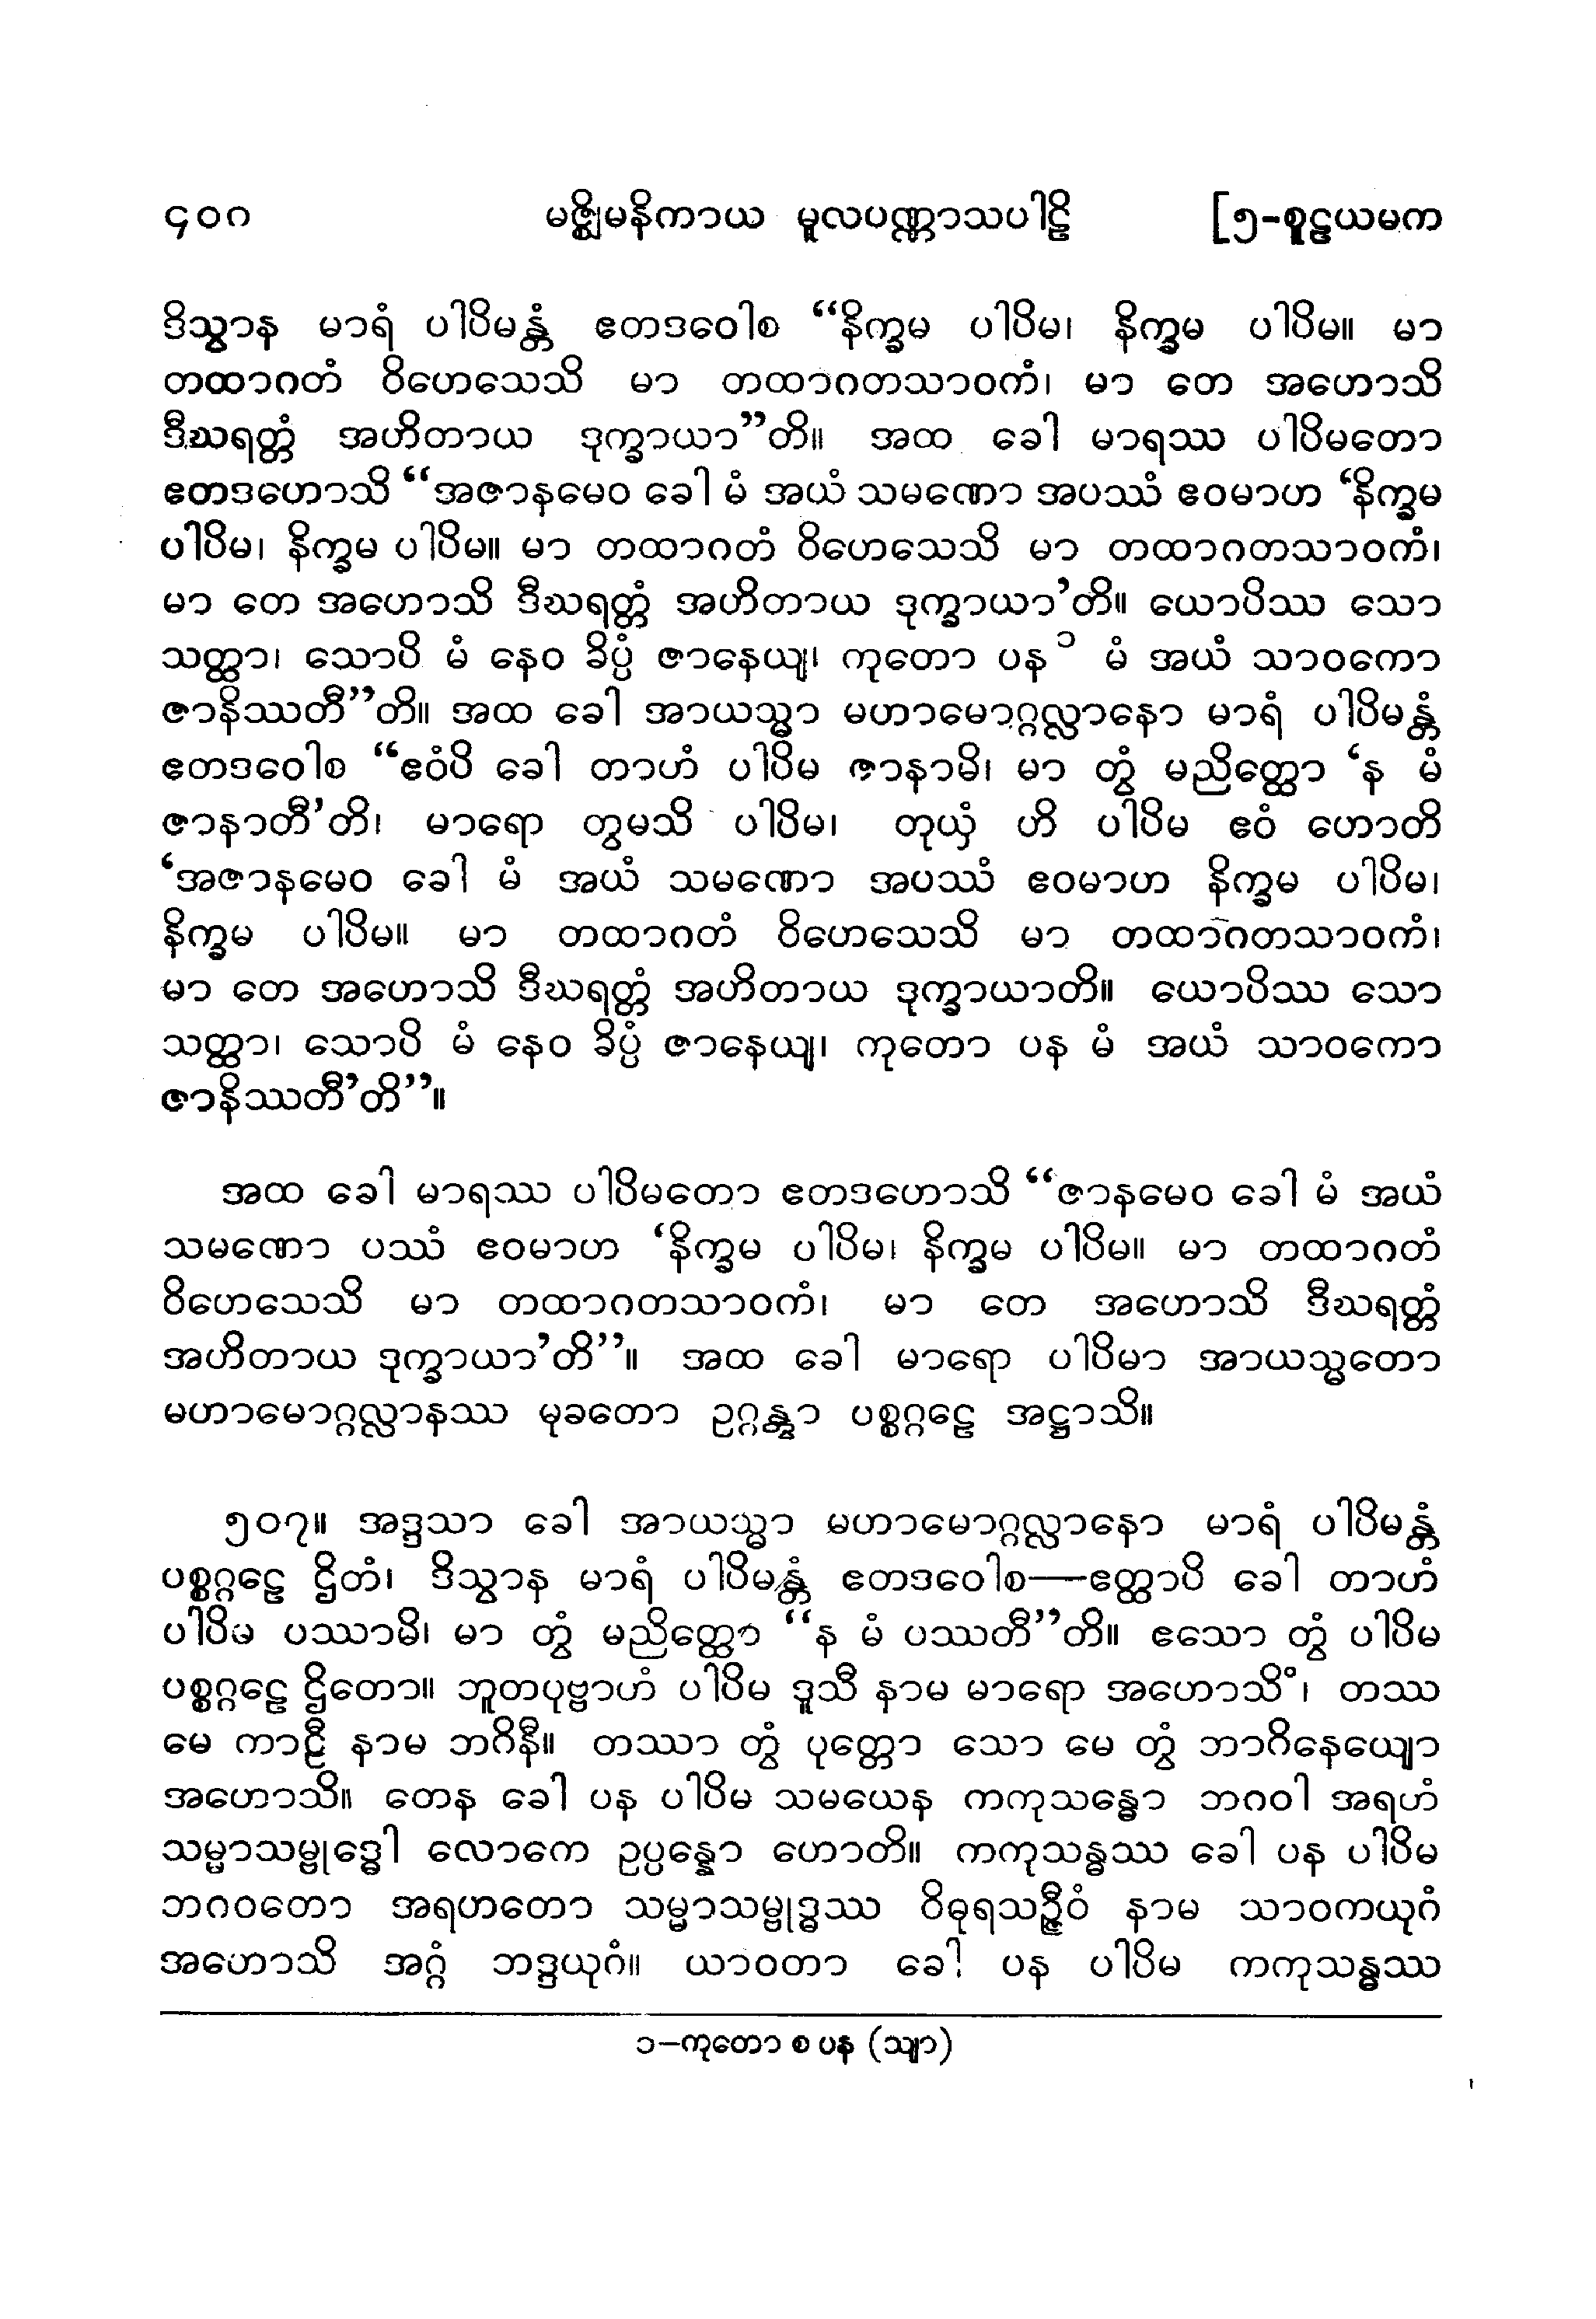 ၄၀၈ မဇ္ဈိမနိကာယ မူလပဏ္ဏာသပါဠိ [၅-စူဠယမက
ဒိသွာန မာရံ ပါပိမန္တံ ဧတဒဝေါစ “နိက္ခမ ပါပိမ၊ နိက္ခမ ပါပိမ။ မာ
တထာဂတံ ဝိဟေသေသိ မာ တထာဂတသာဝကံ၊ မာ တေ အဟောသိ
ဒီဃရတ္တံ အဟိတာယ ဒုက္ခာယာ”တိ။ အထ ခေါ မာရဿ ပါပိမတော
ဧတဒဟောသိ “အဇာနမေဝ ခေါ မံ အယံ သမဏော အပဿံ ဧဝမာဟ ‘နိက္ခမ
ပါပိမ၊ နိက္ခမ ပါပိမ။ မာ တထာဂတံ ဝိဟေသေသိ မာ တထာဂတသာဝကံ၊
မာ တေ အဟောသိ ဒီဃရတ္တံ အဟိတာယ ဒုက္ခာယာ’တိ။ ယောပိဿ သော
သတ္ထာ၊ သောပိ မံ နေဝ ခိပ္ပံ ဇာနေယျ၊ ကုတော ပန ၁ မံ အယံ သာဝကော
ဇာနိဿတီ”တိ။ အထ ခေါ အာယသ္မာ မဟာမောဂ္ဂလ္လာနော မာရံ ပါပိမန္တံ
ဧတဒဝေါစ “ဧဝံပိ ခေါ တာဟံ ပါပိမ ဇာနာမိ၊ မာ တွံ မညိတ္ထော ‘န မံ
ဇာနာတီ’တိ၊ မာရော တွမသိ ပါပိမ၊ တုယှံ ဟိ ပါပိမ ဧဝံ ဟောတိ
‘အဇာနမေဝ ခေါ မံ အယံ သမဏော အပဿံ ဧဝမာဟ နိက္ခမ ပါပိမ၊
နိက္ခမ ပါပိမ။ မာ တထာဂတံ ဝိဟေသေသိ မာ တထာဂတသာဝကံ၊
မာ တေ အဟောသိ ဒီဃရတ္တံ အဟိတာယ ဒုက္ခာယာတိ။ ယောပိဿ သော
သတ္ထာ၊ သောပိ မံ နေဝ ခိပ္ပံ ဇာနေယျ၊ ကုတော ပန မံ အယံ သာဝကော
ဇာနိဿတီ’တိ”။
အထ ခေါ မာရဿ ပါပိမတော ဧတဒဟောသိ “ဇာနမေဝ ခေါ မံ အယံ
သမဏော ပဿံ ဧဝမာဟ ‘နိက္ခမ ပါပိမ၊ နိက္ခမ ပါပိမ။ မာ တထာဂတံ
ဝိဟေသေသိ မာ တထာဂတသာဝကံ၊ မာ တေ အဟောသိ ဒီဃရတ္တံ
အဟိတာယ ဒုက္ခာယာ’တိ”။ အထ ခေါ မာရော ပါပိမာ အာယသ္မတော
မဟာမောဂ္ဂလ္လာနဿ မုခတော ဥဂ္ဂန္တွာ ပစ္စဂ္ဂဠေ အဋ္ဌာသိ။
၅၀၇။ အဒ္ဒသာ ခေါ အာယသ္မာ မဟာမောဂ္ဂလ္လာနော မာရံ ပါပိမန္တံ
ပစ္စဂ္ဂဠေ ဌိတံ၊ ဒိသွာန မာရံ ပါပိမန္တံ ဧတဒဝေါစ—ဧတ္ထာပိ ခေါ တာဟံ
ပါပိမ ပဿာမိ၊ မာ တွံ မညိတ္ထော “န မံ ပဿတီ”တိ။ ဧသော တွံ ပါပိမ
ပစ္စဂ္ဂဠေ ဌိတော။ ဘူတပုဗ္ဗာဟံ ပါပိမ ဒူသီ နာမ မာရော အဟောသိံ၊ တဿ
မေ ကာဠီ နာမ ဘဂိနီ။ တဿာ တွံ ပုတ္တော သော မေ တွံ ဘာဂိနေယျော
အဟောသိ။ တေန ခေါ ပန ပါပိမ သမယေန ကကုသန္ဓော ဘဂဝါ အရဟံ
သမ္မာသမ္ဗုဒ္ဓေါ လောကေ ဥပ္ပန္နော ဟောတိ။ ကကုသန္ဓဿ ခေါ ပန ပါပိမ
ဘဂဝတော အရဟတော သမ္မာသမ္ဗုဒ္ဓဿ ဝိဓုရသဉ္ဇီဝံ နာမ သာဝကယုဂံ
အဟောသိ အဂ္ဂံ ဘဒ္ဒယုဂံ။ ယာဝတာ ခေါ ပန ပါပိမ ကကုသန္ဓဿ
၁–ကုတော စ ပန (သျာ)